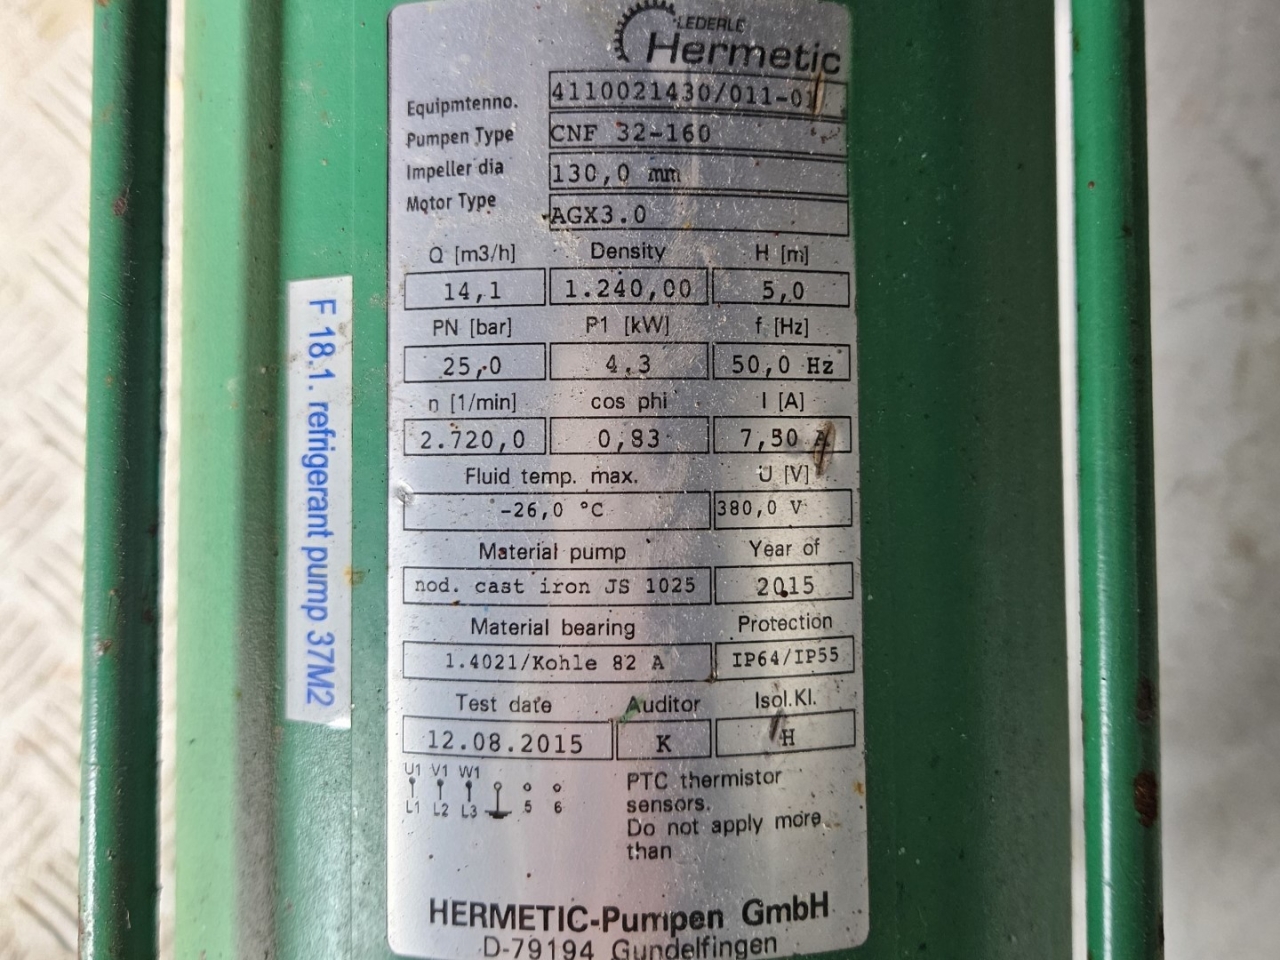 LEDERLE
Hermetic
Equipmtenno. 4110021430/011-01
Pumpen Type CNF 32-160
Impeller dia 130,0 mm
Motor Type AGX3.0
Q [m3/h] Density H [m]
14,1 1.240,00 5,0
PN [bar] P1 [kW] f [Hz]
25,0 4.3 50,0 Hz
n [1/min] cos phi I [A]
2.720,0 0,83 7,50 A
Fluid temp. max. U [V]
-26,0 °C 380,0 V
Material pump Year of
nod. cast iron JS 1025 2015
Material bearing Protection
1.4021/Kohle 82 A IP64/IP55
Test date Auditor Isol.Kl.
12.08.2015 K H
U1 V1 W1
L1 L2 L3 5 6
PTC thermistor
sensors.
Do not apply more
than
HERMETIC-Pumpen GmbH
D-79194 Gundelfingen
F 18.1. refrigerant pump 37M2